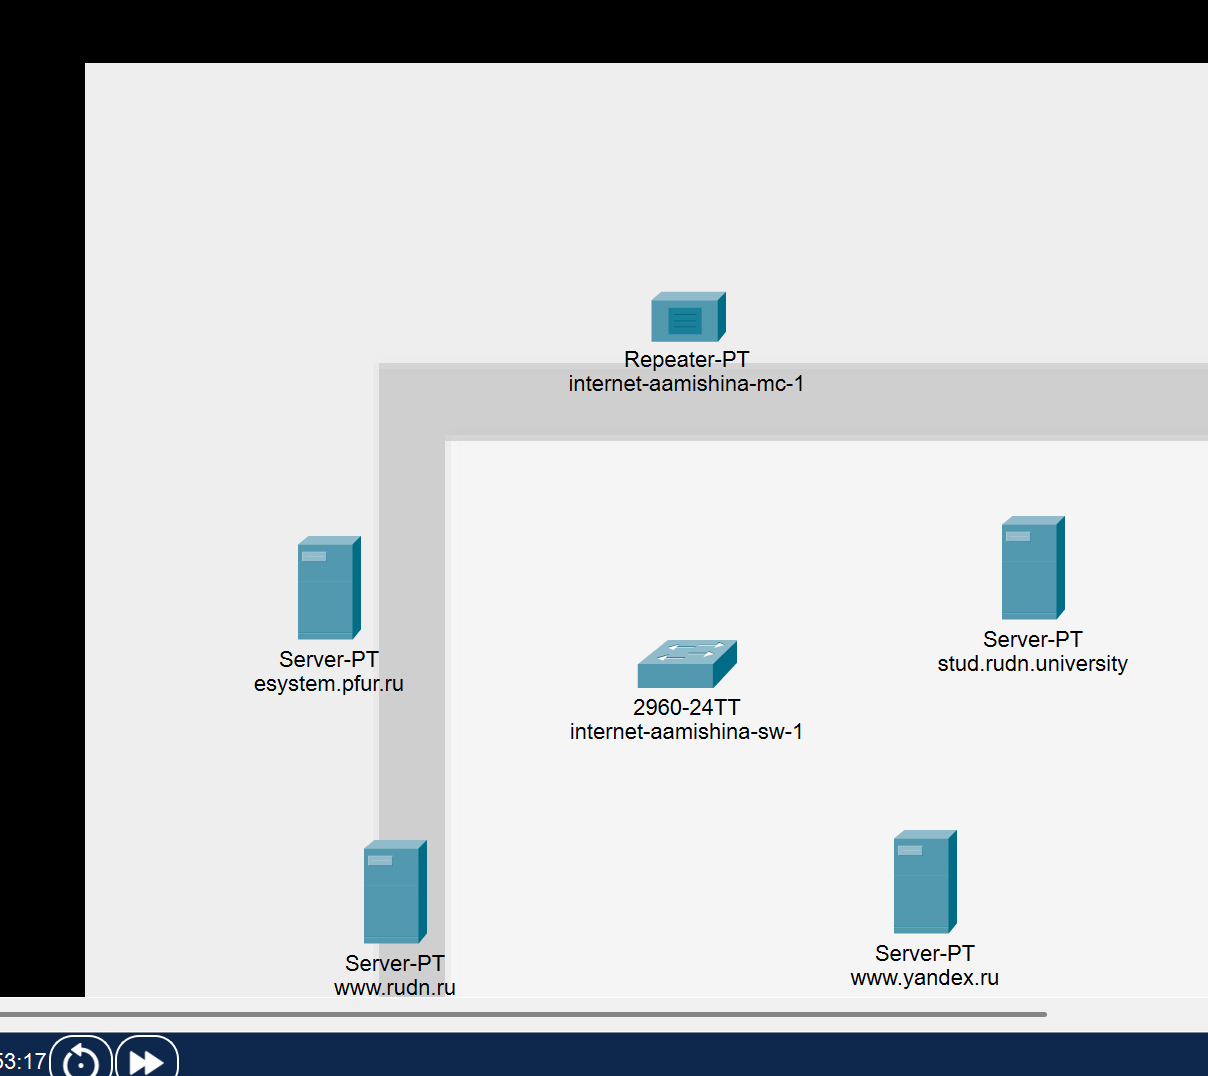 Repeater-PT
internet-aamishina-mc-1
Server-PT
esystem.pfur.ru
Server-PT
stud.rudn.university
2960-24TT
internet-aamishina-sw-1
Server-PT
www.rudn.ru
Server-PT
www.yandex.ru
53:17